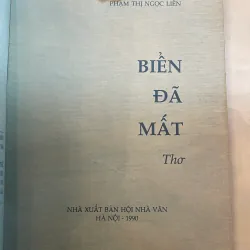 PHẠM THỊ NGỌC LIÊN
BIỂN
ĐÃ
MẤT
Thơ
NHÀ XUẤT BẢN HỘI NHÀ VĂN
HÀ NỘI - 1990